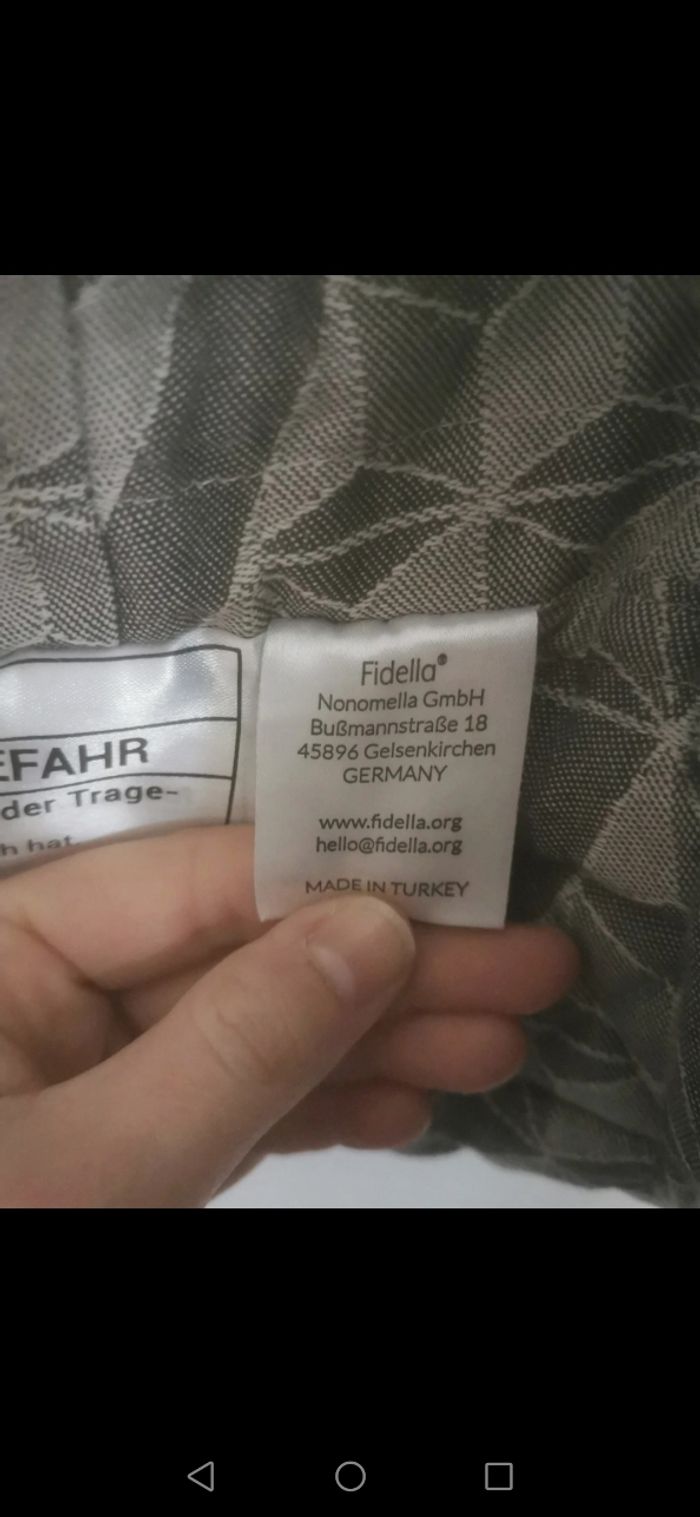 EFAHR
der Trage-
hat
Fidella®
Nonomella GmbH
Bußmannstraße 18
45896 Gelsenkirchen
GERMANY
www.fidella.org
hello@fidella.org
MADE IN TURKEY